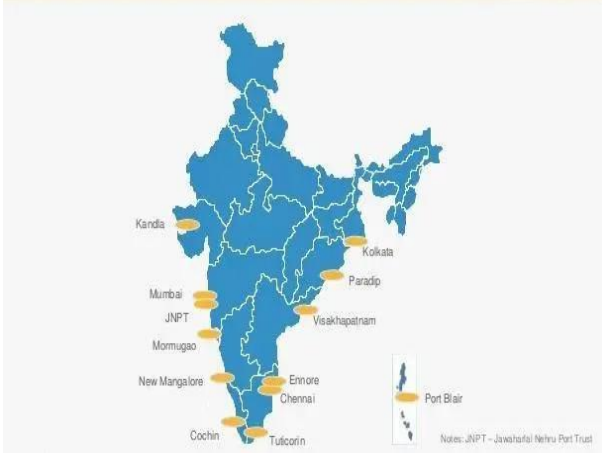 Kandla
Kolkata
Paradip
Mumbai
JNPT
Visakhapatnam
Mormugao
New Mangalore
Ennore
Chennai
Port Blair
Cochin
Tuticorin
Notes: JNPT - Jawaharlal Nehru Port Trust